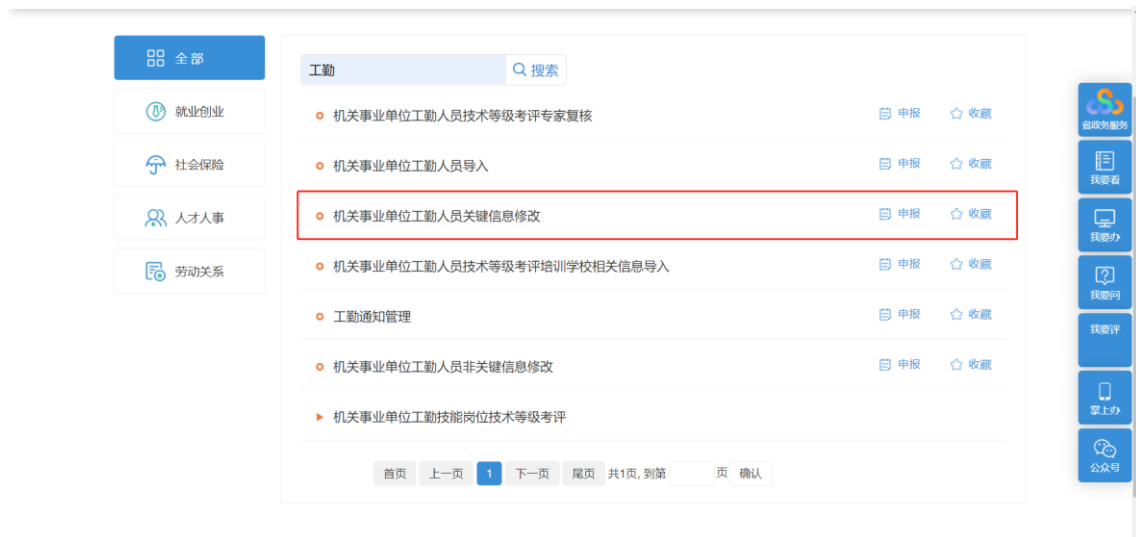 全部
就业创业
社会保险
人才人事
劳动关系
工勤 搜索
机关事业单位工勤人员技术等级考评专家复核 申报 收藏
机关事业单位工勤人员导入 申报 收藏
机关事业单位工勤人员关键信息修改 申报 收藏
机关事业单位工勤人员技术等级考评培训学校相关信息导入 申报 收藏
工勤通知管理 申报 收藏
机关事业单位工勤人员非关键信息修改 申报 收藏
机关事业单位工勤技能岗位技术等级考评
首页 上一页 1 下一页 尾页 共1页, 到第 页 确认
省政务服务
我要看
我要办
我要问
我要评
掌上办
公众号